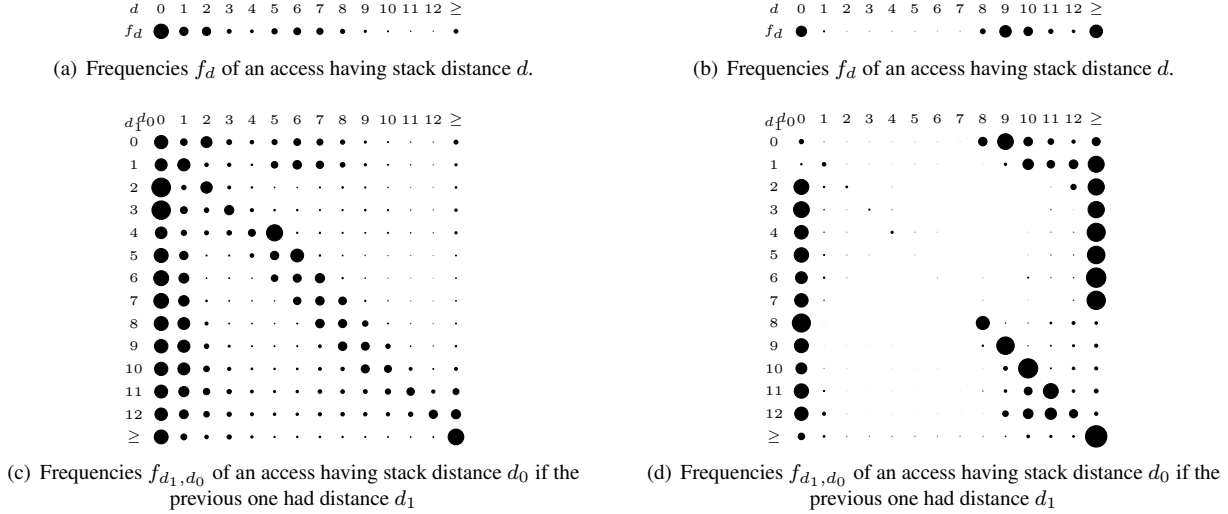 d 0 1 2 3 4 5 6 7 8 9 10 11 12 ≥
f_d
(a) Frequencies f_d of an access having stack distance d.
d 0 1 2 3 4 5 6 7 8 9 10 11 12 ≥
f_d
(b) Frequencies f_d of an access having stack distance d.
d_1 d_0 0 1 2 3 4 5 6 7 8 9 10 11 12 ≥
0
1
2
3
4
5
6
7
8
9
10
11
12
≥
(c) Frequencies f_{d_1,d_0} of an access having stack distance d_0 if the
previous one had distance d_1
d_1 d_0 0 1 2 3 4 5 6 7 8 9 10 11 12 ≥
0
1
2
3
4
5
6
7
8
9
10
11
12
≥
(d) Frequencies f_{d_1,d_0} of an access having stack distance d_0 if the
previous one had distance d_1